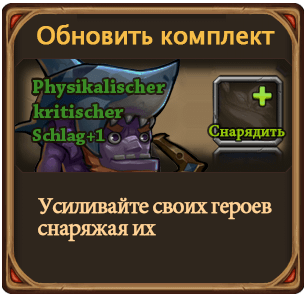 Обновить комплект
Physikalischer
kritischer
Schlag+1
Снарядить
Усиливайте своих героев
снаряжая их